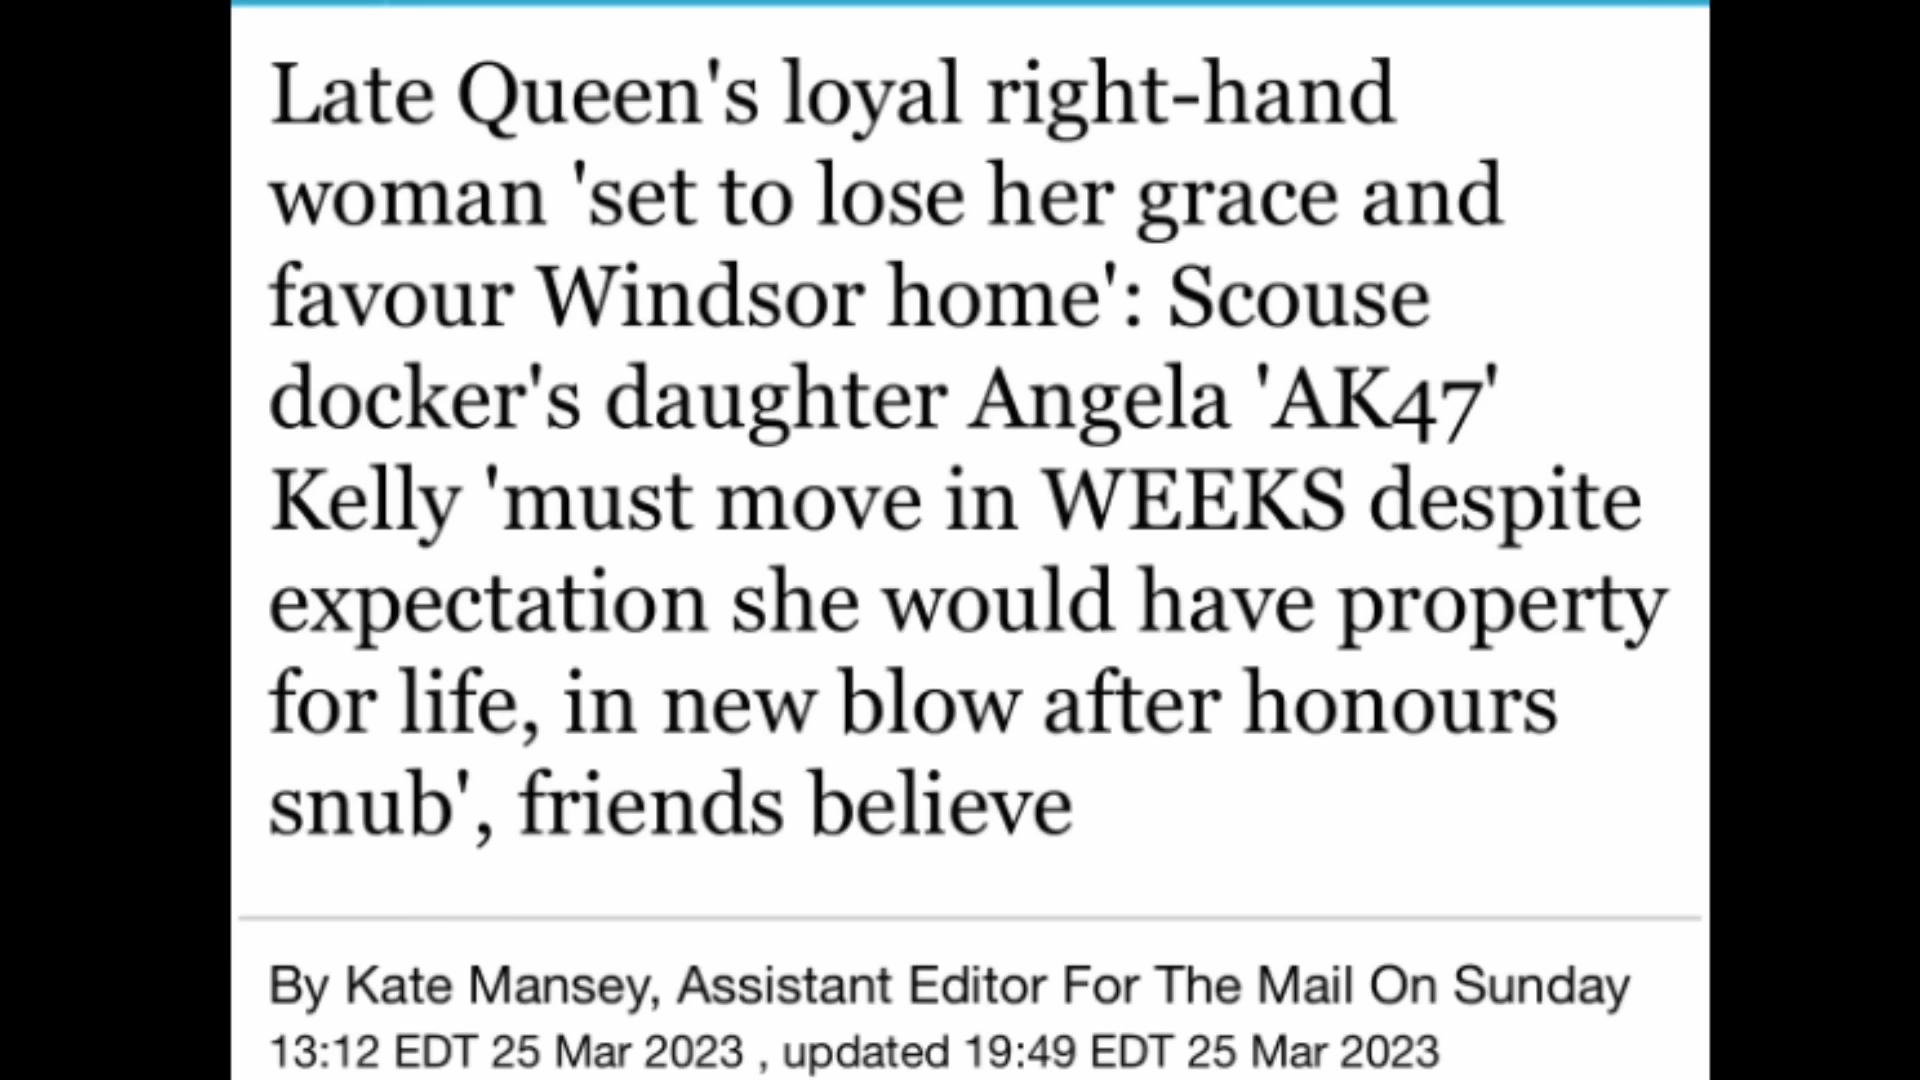 Late Queen's loyal right-hand
woman 'set to lose her grace and
favour Windsor home': Scouse
docker's daughter Angela 'AK47'
Kelly 'must move in WEEKS despite
expectation she would have property
for life, in new blow after honours
snub', friends believe
By Kate Mansey, Assistant Editor For The Mail On Sunday
13:12 EDT 25 Mar 2023 , updated 19:49 EDT 25 Mar 2023